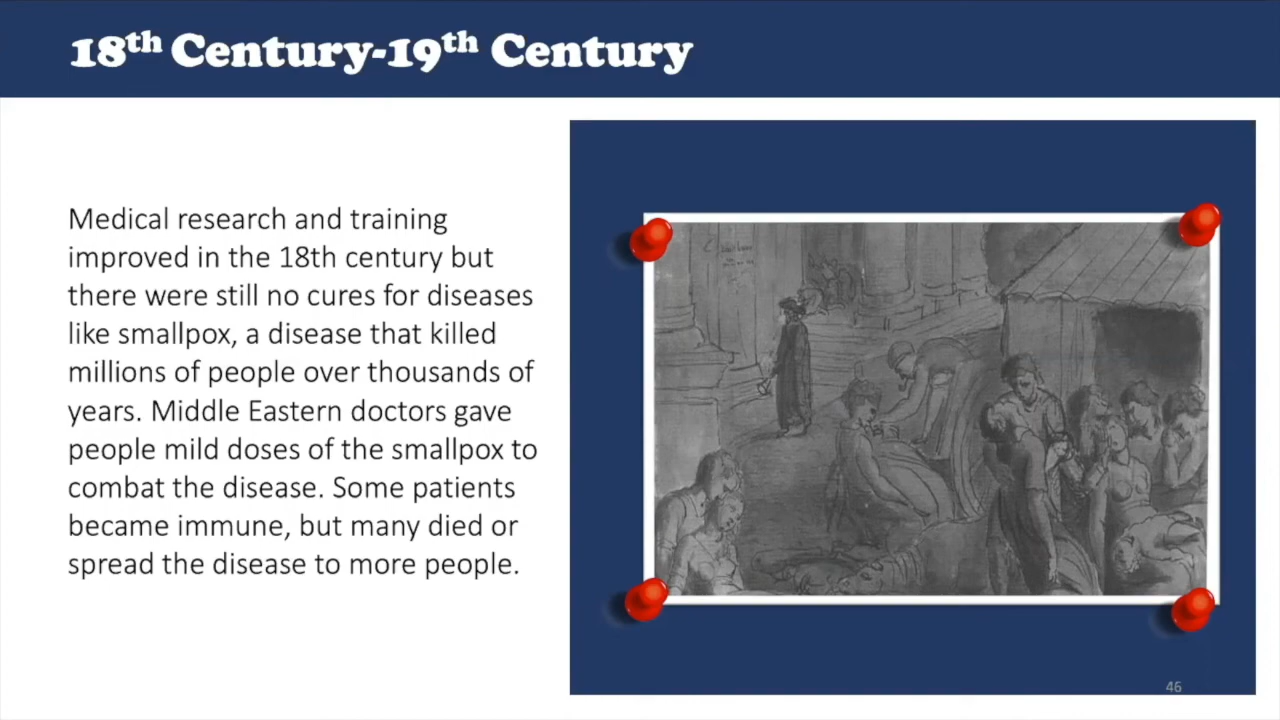 18th Century-19th Century
Medical research and training
improved in the 18th century but
there were still no cures for diseases
like smallpox, a disease that killed
millions of people over thousands of
years. Middle Eastern doctors gave
people mild doses of the smallpox to
combat the disease. Some patients
became immune, but many died or
spread the disease to more people.
46